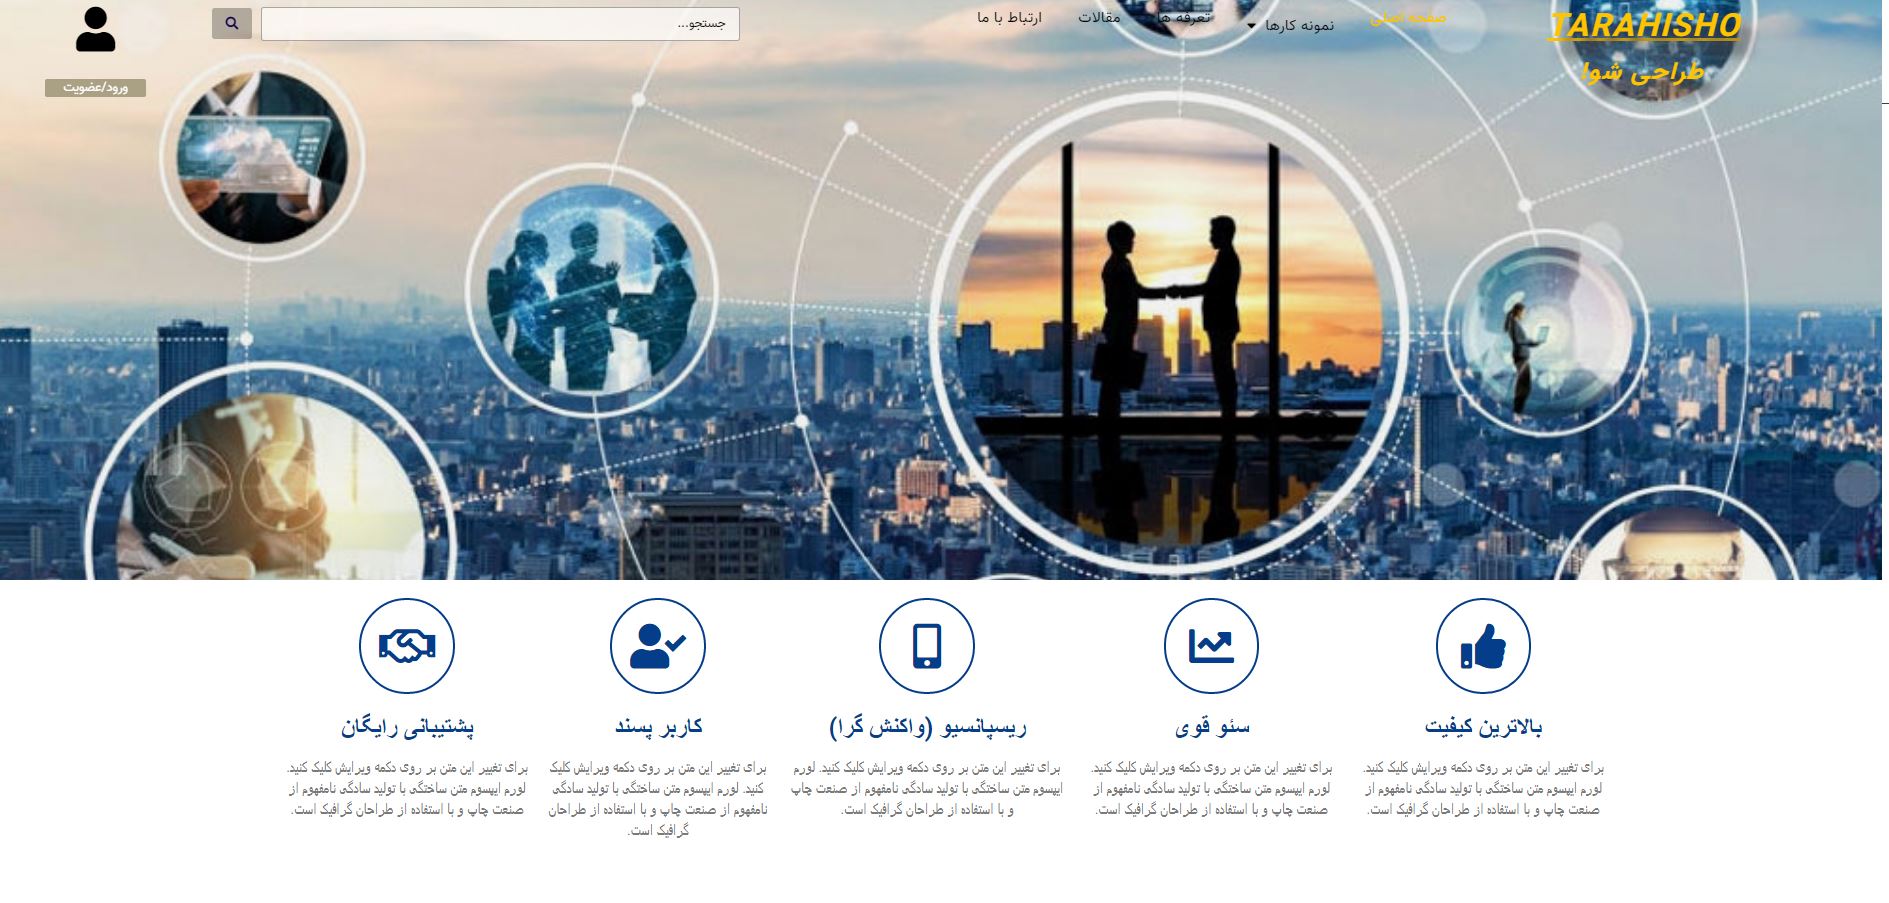 TARAHISHO
طراحی شو!
صفحه اصلی
نمونه کارها
تعرفه ها
مقالات
ارتباط با ما
جستجو...
ورود/عضویت
بالاترین کیفیت
برای تغییر این متن بر روی دکمه ویرایش کلیک کنید.
لورم ایپسوم متن ساختگی با تولید سادگی نامفهوم از
صنعت چاپ و با استفاده از طراحان گرافیک است.
سئو قوی
برای تغییر این متن بر روی دکمه ویرایش کلیک کنید.
لورم ایپسوم متن ساختگی با تولید سادگی نامفهوم از
صنعت چاپ و با استفاده از طراحان گرافیک است.
ریسپانسیو (واکنش گرا)
برای تغییر این متن بر روی دکمه ویرایش کلیک کنید. لورم
ایپسوم متن ساختگی با تولید سادگی نامفهوم از صنعت چاپ
و با استفاده از طراحان گرافیک است.
کاربر پسند
برای تغییر این متن بر روی دکمه ویرایش کلیک
کنید. لورم ایپسوم متن ساختگی با تولید سادگی
نامفهوم از صنعت چاپ و با استفاده از طراحان
گرافیک است.
پشتیبانی رایگان
برای تغییر این متن بر روی دکمه ویرایش کلیک کنید.
لورم ایپسوم متن ساختگی با تولید سادگی نامفهوم از
صنعت چاپ و با استفاده از طراحان گرافیک است.